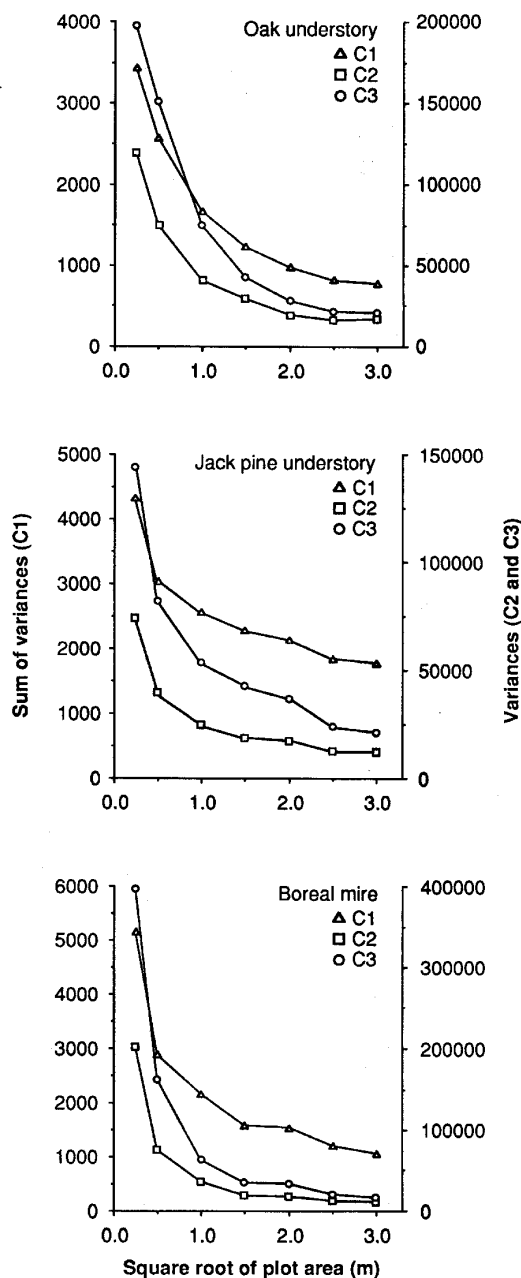 Oak understory
C1
C2
C3
4000
3000
2000
1000
0
200000
150000
100000
50000
0
0.0 1.0 2.0 3.0
Jack pine understory
C1
C2
C3
5000
4000
3000
2000
1000
0
150000
100000
50000
0
0.0 1.0 2.0 3.0
Sum of variances (C1)
Variances (C2 and C3)
Boreal mire
C1
C2
C3
6000
5000
4000
3000
2000
1000
0
400000
300000
200000
100000
0
0.0 1.0 2.0 3.0
Square root of plot area (m)